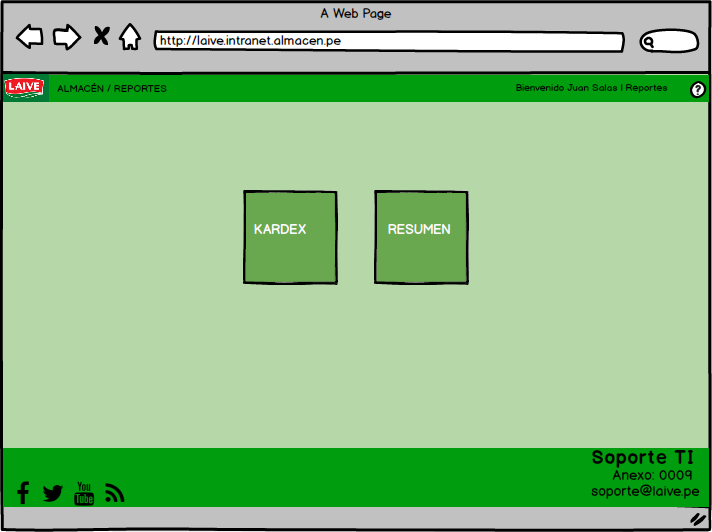 A Web Page
http://laive.intranet.almacen.pe
LAIVE
ALMACÉN / REPORTES
Bienvenido Juan Salas | Reportes
?
KARDEX
RESUMEN
Soporte TI
Anexo: 0009
soporte@laive.pe
You
Tube